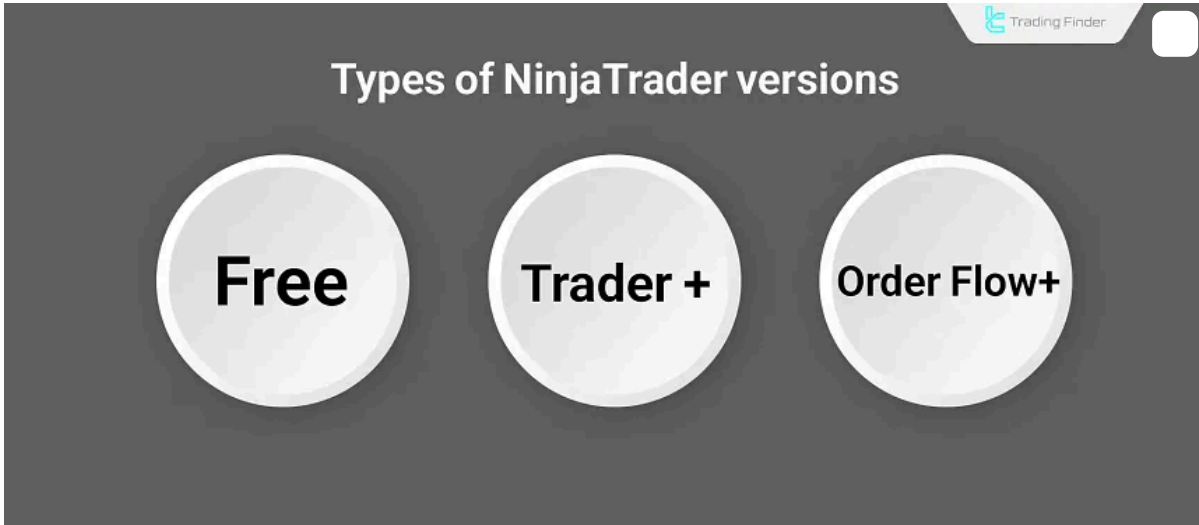 Trading Finder
Types of NinjaTrader versions
Free
Trader +
Order Flow+